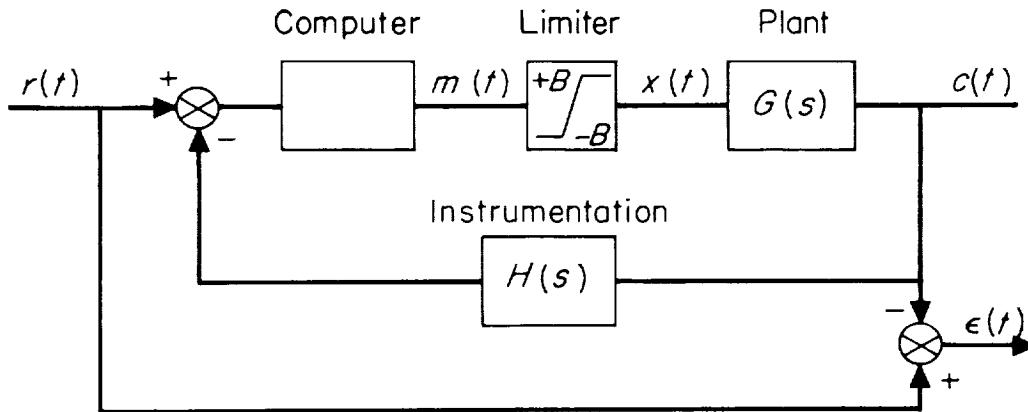 Computer Limiter Plant
r(t) + m(t) +B -B x(t) G(s) c(t)
-
Instrumentation
H(s)
- ϵ(t)
+